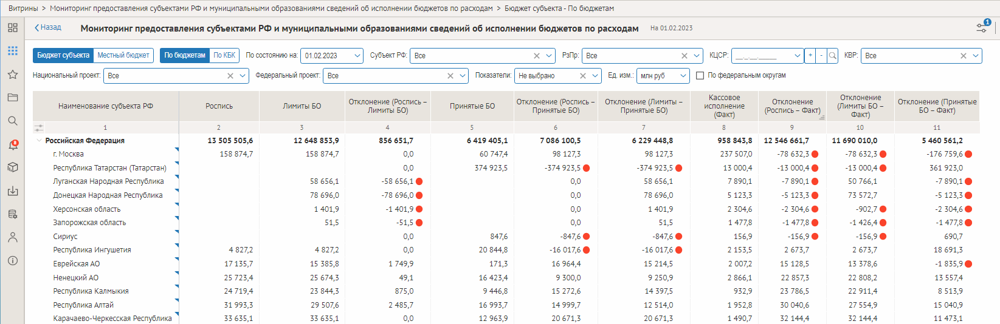 Витрины > Мониторинг предоставления субъектами РФ и муниципальными образованиями сведений об исполнении бюджетов по расходам > Бюджет субъекта - По бюджетам
Назад Мониторинг предоставления субъектами РФ и муниципальными образованиями сведений об исполнении бюджетов по расходам На 01.02.2023 1
Бюджет субъекта Местный бюджет По бюджетам По КБК По состоянию на: 01.02.2023 Субъект РФ: Все РзПр: Все КЦСР: __.__.__._____ + - КВР: Все
Национальный проект: Все Федеральный проект: Все Показатели: Не выбрано Ед. изм.: млн руб По федеральным округам
Наименование субъекта РФ Роспись Лимиты БО Отклонение (Роспись – Лимиты БО) Принятые БО Отклонение (Роспись – Принятые БО) Отклонение (Лимиты – Принятые БО) Кассовое исполнение (Факт) Отклонение (Роспись – Факт) Отклонение (Лимиты БО – Факт) Отклонение (Принятые БО – Факт)
1 2 3 4 5 6 7 8 9 10 11
Российская Федерация 13 505 505,6 12 648 853,9 856 651,7 6 419 405,1 7 086 100,5 6 229 448,8 958 843,8 12 546 661,7 11 690 010,0 5 460 561,2
8 г. Москва 158 874,7 158 874,7 0,0 60 747,4 98 127,3 98 127,3 237 507,0 -78 632,3 -78 632,3 -176 759,6
Республика Татарстан (Татарстан) 0,0 374 923,5 -374 923,5 -374 923,5 13 000,4 -13 000,4 -13 000,4 361 923,0
Луганская Народная Республика 58 656,1 -58 656,1 0,0 58 656,1 7 890,1 -7 890,1 50 766,1 -7 890,1
Донецкая Народная Республика 78 696,0 -78 696,0 0,0 78 696,0 5 123,3 -5 123,3 73 572,7 -5 123,3
Херсонская область 1 401,9 -1 401,9 0,0 1 401,9 2 304,6 -2 304,6 -902,7 -2 304,6
Запорожская область 51,5 -51,5 0,0 51,5 1 477,8 -1 477,8 -1 426,4 -1 477,8
Сириус 0,0 847,6 -847,6 -847,6 156,9 -156,9 -156,9 690,7
Республика Ингушетия 4 827,2 4 827,2 0,0 20 844,8 -16 017,6 -16 017,6 2 153,5 2 673,7 2 673,7 18 691,3
Еврейская АО 17 135,7 15 385,8 1 749,9 171,3 16 964,4 15 214,5 2 007,2 15 128,5 13 378,6 -1 835,9
Ненецкий АО 25 723,4 25 674,3 49,1 16 423,4 9 300,0 9 250,9 2 866,1 22 857,3 22 808,2 13 557,4
Республика Калмыкия 24 719,4 23 844,3 875,0 9 446,8 15 272,6 14 397,5 932,9 23 786,5 22 911,4 8 513,9
Республика Алтай 31 993,3 29 507,6 2 485,7 16 993,7 14 999,7 12 514,0 1 952,8 30 040,6 27 554,9 15 040,9
Карачаево-Черкесская Республика 33 635,1 33 635,1 0,0 12 963,9 20 671,3 20 671,3 1 490,7 32 144,4 32 144,4 11 473,1